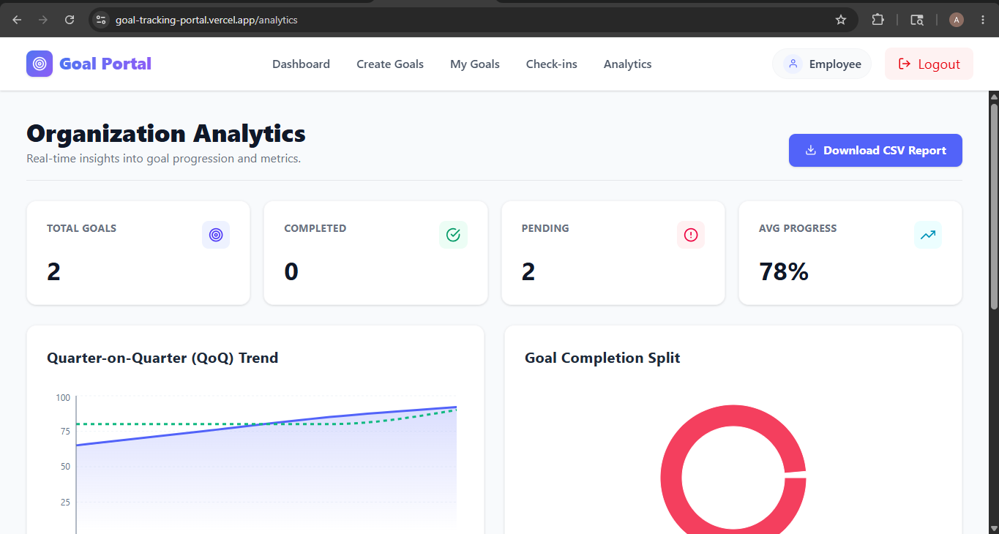 goal-tracking-portal.vercel.app/analytics
A
Goal Portal
Dashboard
Create Goals
My Goals
Check-ins
Analytics
Employee
Logout
Organization Analytics
Real-time insights into goal progression and metrics.
Download CSV Report
TOTAL GOALS
2
COMPLETED
0
PENDING
2
AVG PROGRESS
78%
Quarter-on-Quarter (QoQ) Trend
100
75
50
25
Goal Completion Split